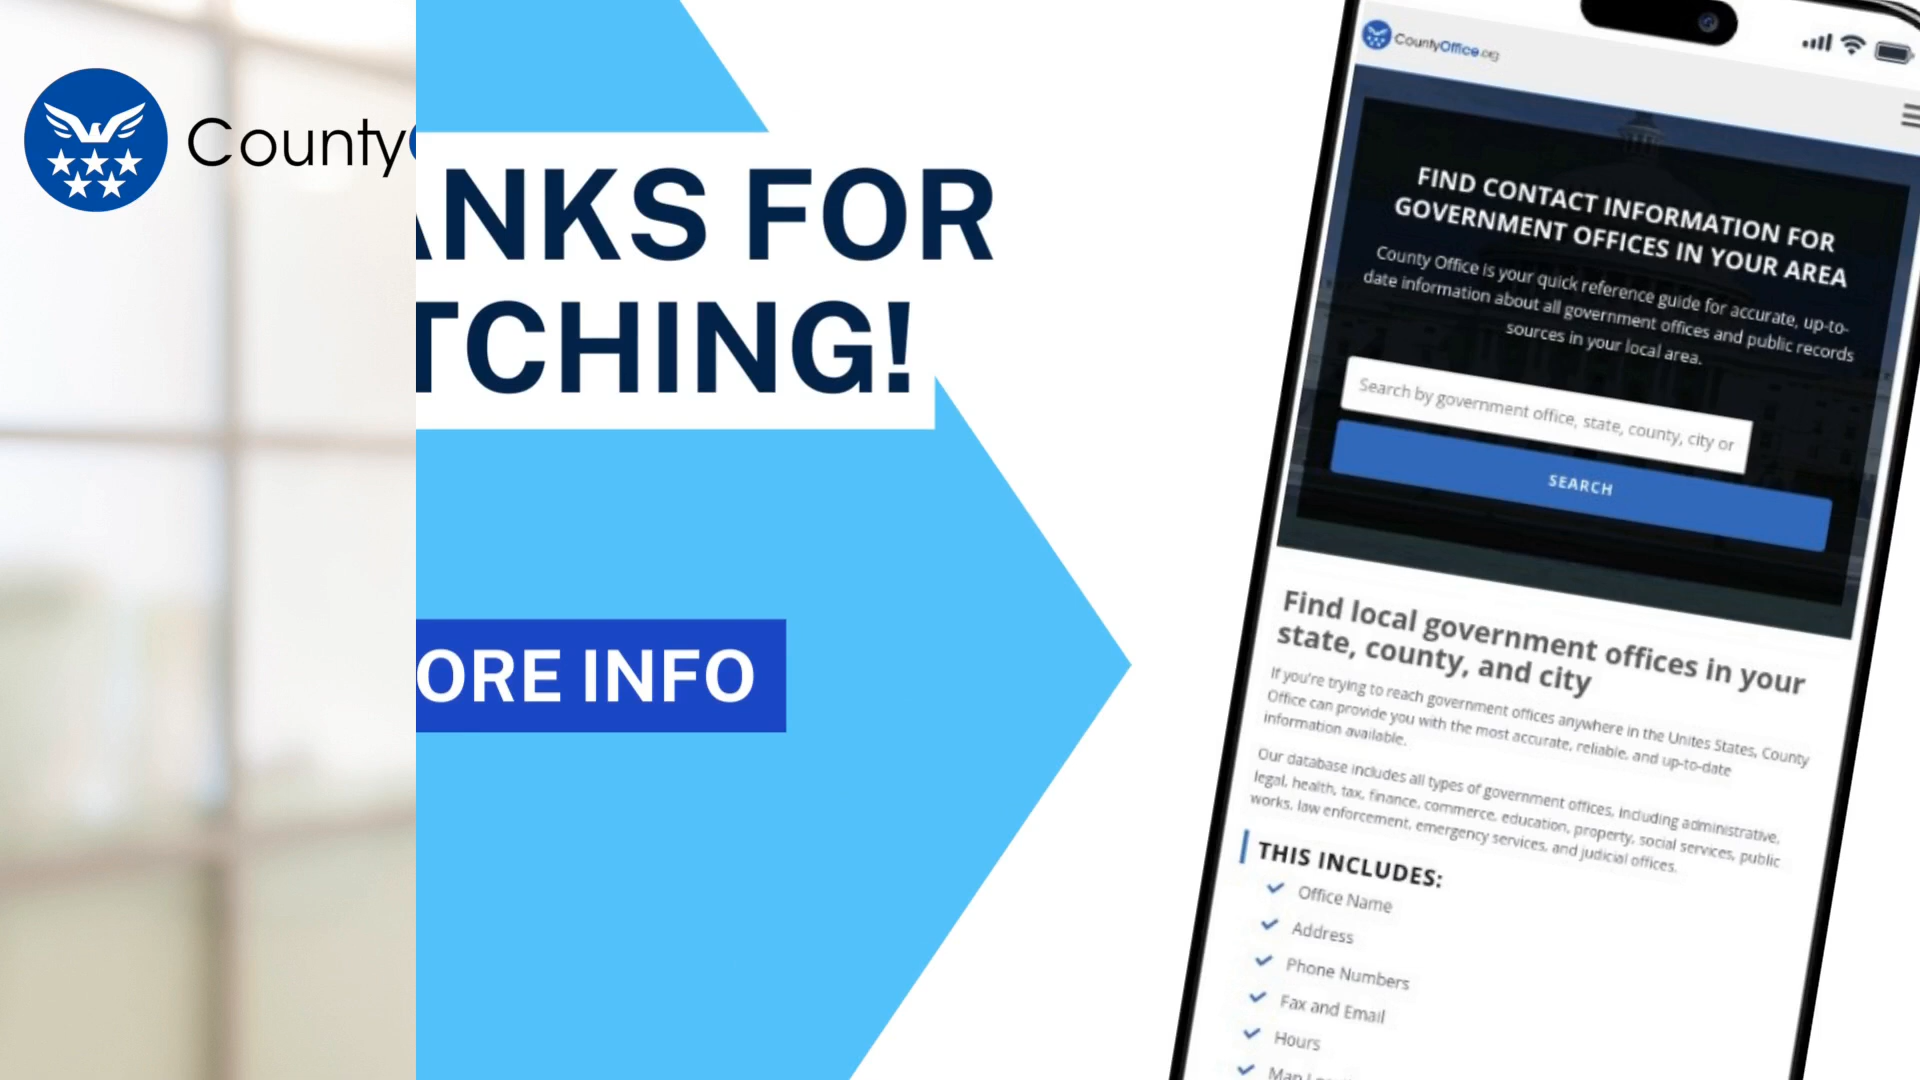 County
ANKS FOR
TCHING!
ORE INFO
CountyOffice.org
FIND CONTACT INFORMATION FOR
GOVERNMENT OFFICES IN YOUR AREA
County Office is your quick reference guide for accurate, up-to-
date information about all government offices and public records
sources in your local area.
Search by government office, state, county, city or
SEARCH
Find local government offices in your
state, county, and city
If you're trying to reach government offices anywhere in the Unites States, County
Office can provide you with the most accurate, reliable, and up-to-date
information available.
Our database includes all types of government offices, including administrative,
legal, health, tax, finance, commerce, education, property, social services, public
works, law enforcement, emergency services, and judicial offices.
THIS INCLUDES:
Office Name
Address
Phone Numbers
Fax and Email
Hours
Map